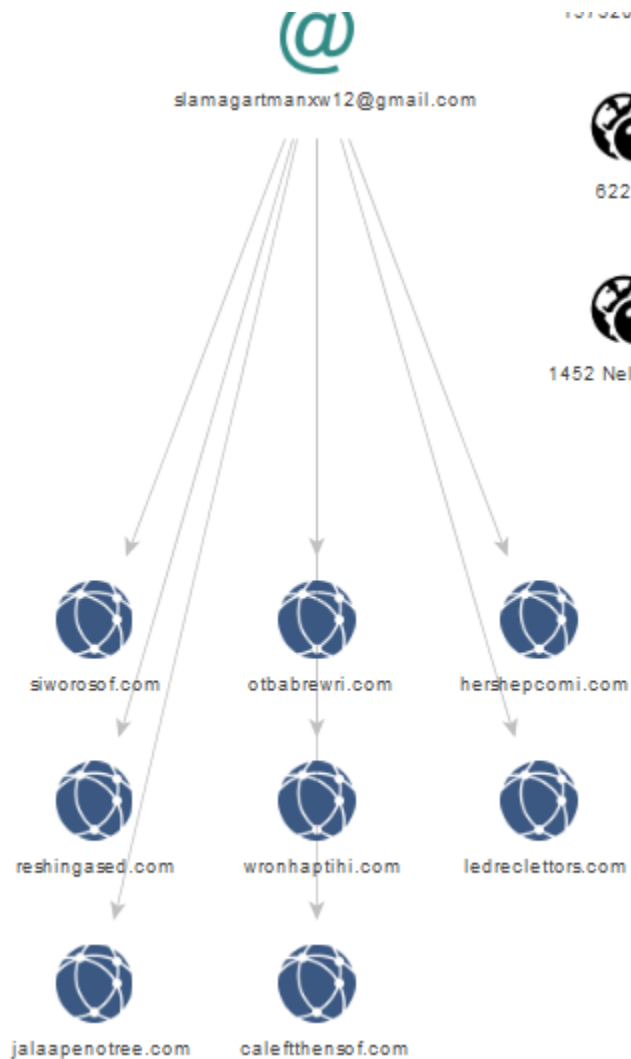 slamagartmanxw12@gmail.com
622
1452 Nel
siworosof.com
otbabrewri.com
hershepcomi.com
reshingased.com
wronhaptihi.com
ledreclettors.com
jalaapenotree.com
caleftthensof.com